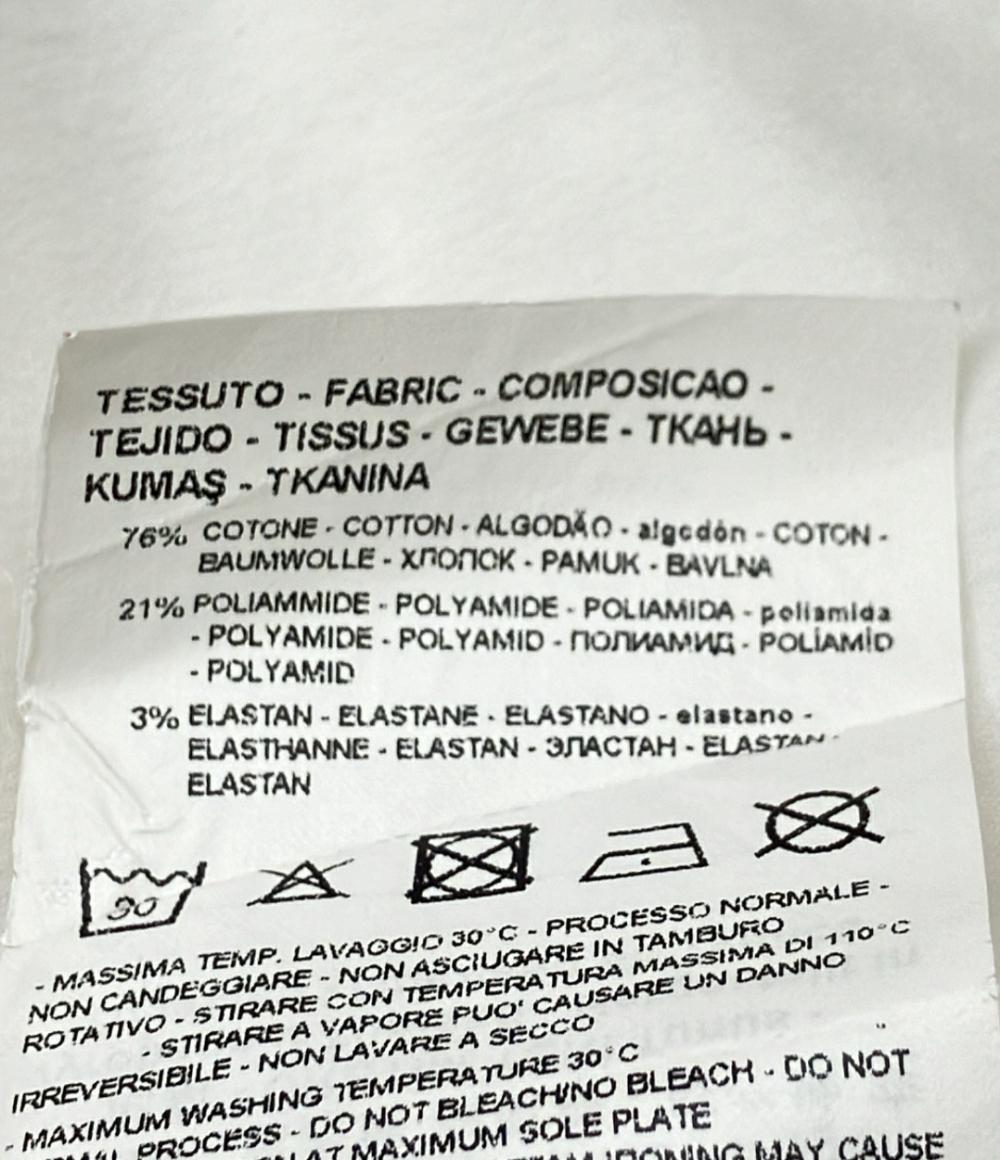 TESSUTO - FABRIC - COMPOSICAO -
TEJIDO - TISSUS - GEWEBE - ТКАНЬ -
KUMAŞ - TKANINA
76% COTONE - COTTON - ALGODÃO - algodón - COTON -
BAUMWOLLE - ХЛОПОК - PAMUK - BAVLNA
21% POLIAMMIDE - POLYAMIDE - POLIAMIDA - poliamida
- POLYAMIDE - POLYAMID - ПОЛИАМИД - POLİAMİD
- POLYAMID
3% ELASTAN - ELASTANE - ELASTANO - elastano -
ELASTHANNE - ELASTAN - ЭЛАСТАН - ELASTAN -
ELASTAN
30
- MASSIMA TEMP. LAVAGGIO 30°C - PROCESSO NORMALE -
NON CANDEGGIARE - NON ASCIUGARE IN TAMBURO
ROTATIVO - STIRARE CON TEMPERATURA MASSIMA DI 110°C
- STIRARE A VAPORE PUO' CAUSARE UN DANNO
IRREVERSIBILE - NON LAVARE A SECCO
- MAXIMUM WASHING TEMPERATURE 30°C
PROCESS - DO NOT BLEACH/NO BLEACH - DO NOT
AT MAXIMUM SOLE PLATE
IRONING MAY CAUSE